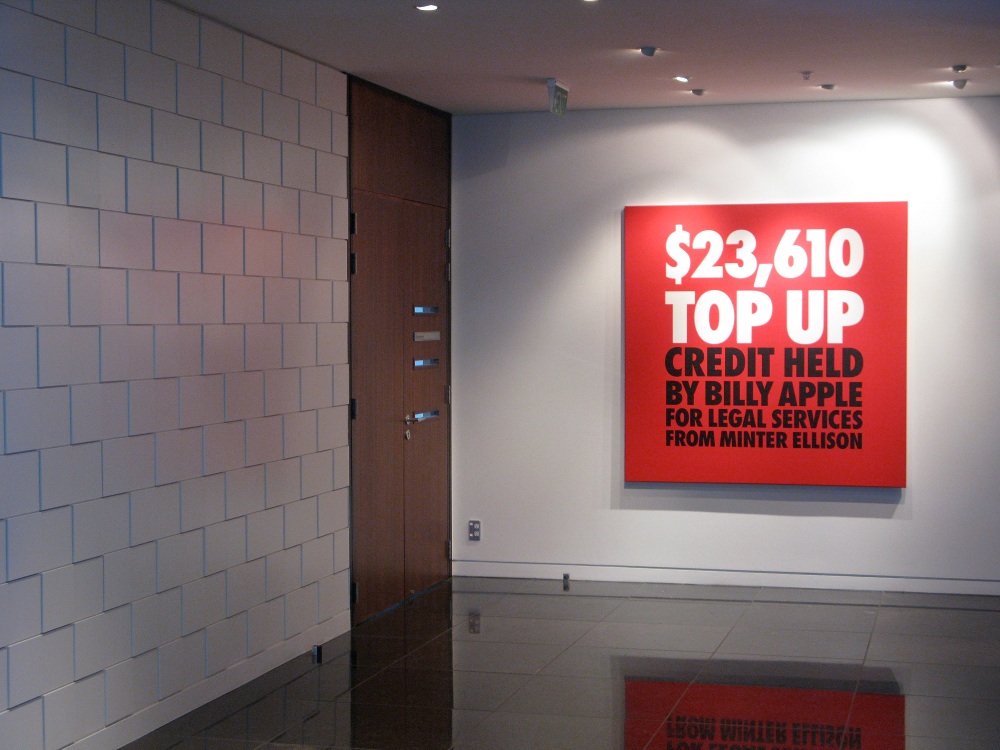 $23,610
TOP UP
CREDIT HELD
BY BILLY APPLE
FOR LEGAL SERVICES
FROM MINTER ELLISON